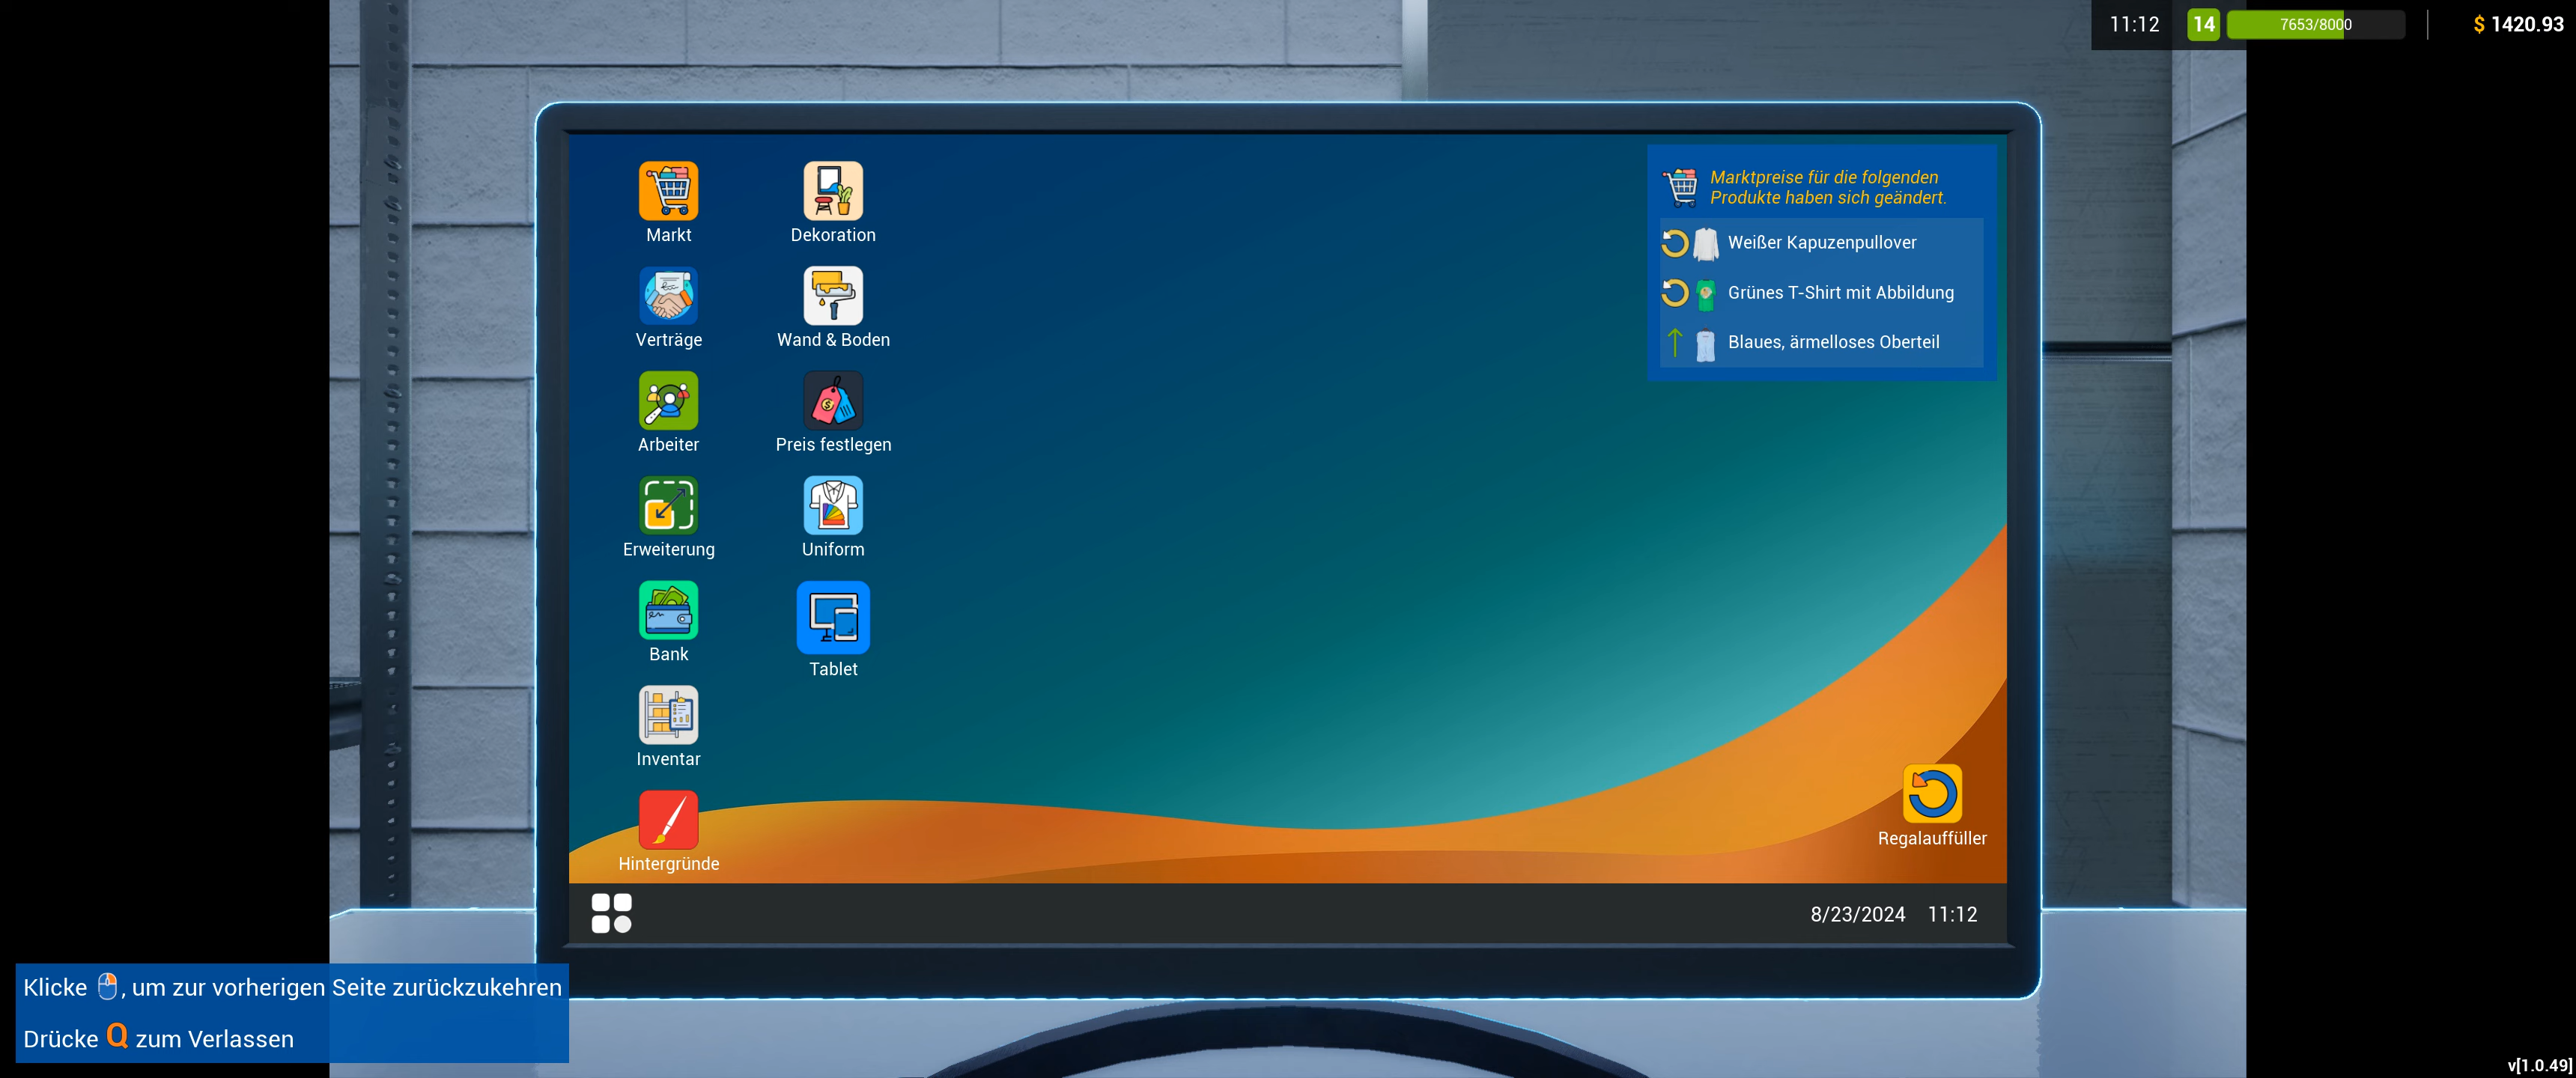 11:12
14
7653/8000
$ 1420.93
Markt
Dekoration
Verträge
Wand & Boden
Arbeiter
Preis festlegen
Erweiterung
Uniform
Bank
Tablet
Inventar
Hintergründe
Marktpreise für die folgenden
Produkte haben sich geändert.
Weißer Kapuzenpullover
Grünes T-Shirt mit Abbildung
Blaues, ärmelloses Oberteil
Regalauffüller
8/23/2024 11:12
Klicke , um zur vorherigen Seite zurückzukehren
Drücke Q zum Verlassen
v[1.0.49]